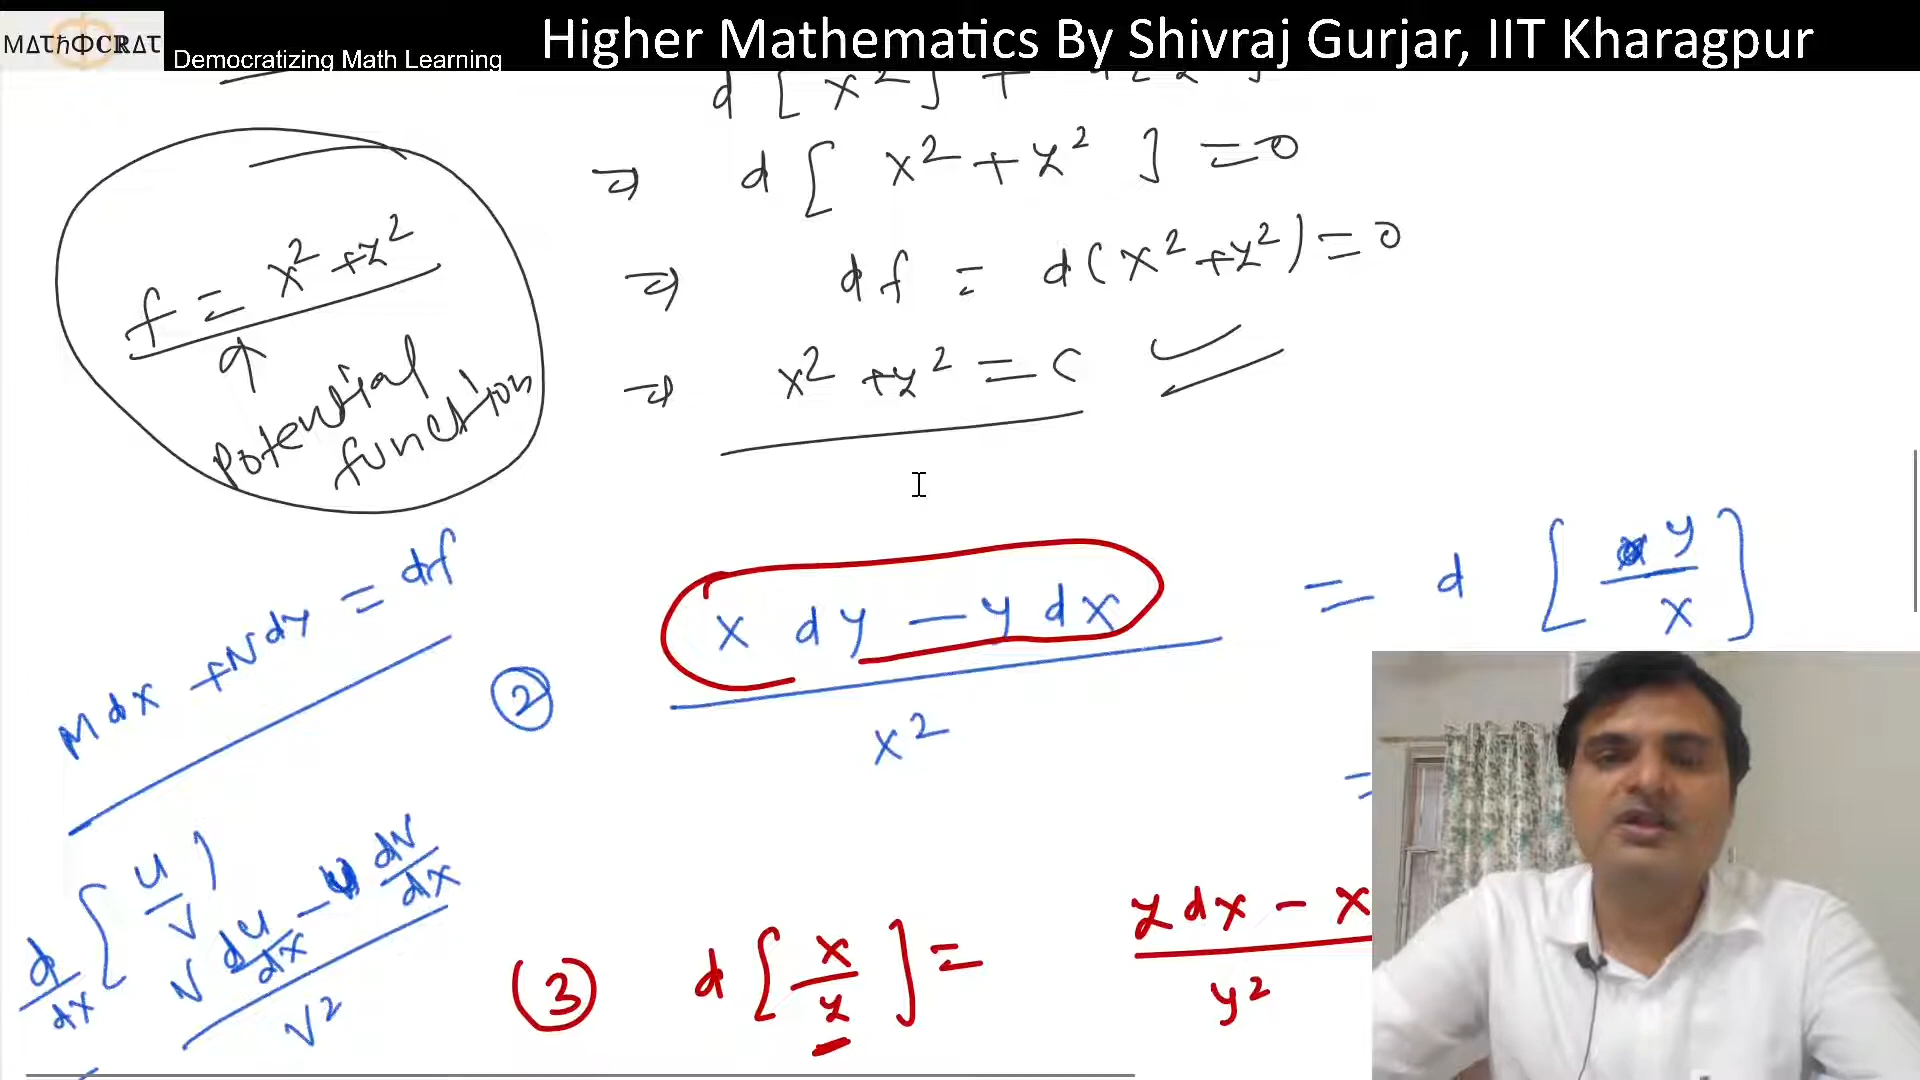 MΔTℏΦCRΔT
Democratizing Math Learning
Higher Mathematics By Shivraj Gurjar, IIT Kharagpur
d [ x² ] +
⇒ d [ x² + y² ] = 0
⇒ df = d(x² + y²) = 0
⇒ x² + y² = c
f = x² + y²
↑
potential
function
M dx + N dy = df
② x dy − y dx / x² = d [ y / x ]
=
d/dx [ u/v ) v du/dx − u dv/dx / v²
=
③ d [ x / y ] = y dx − x / y²